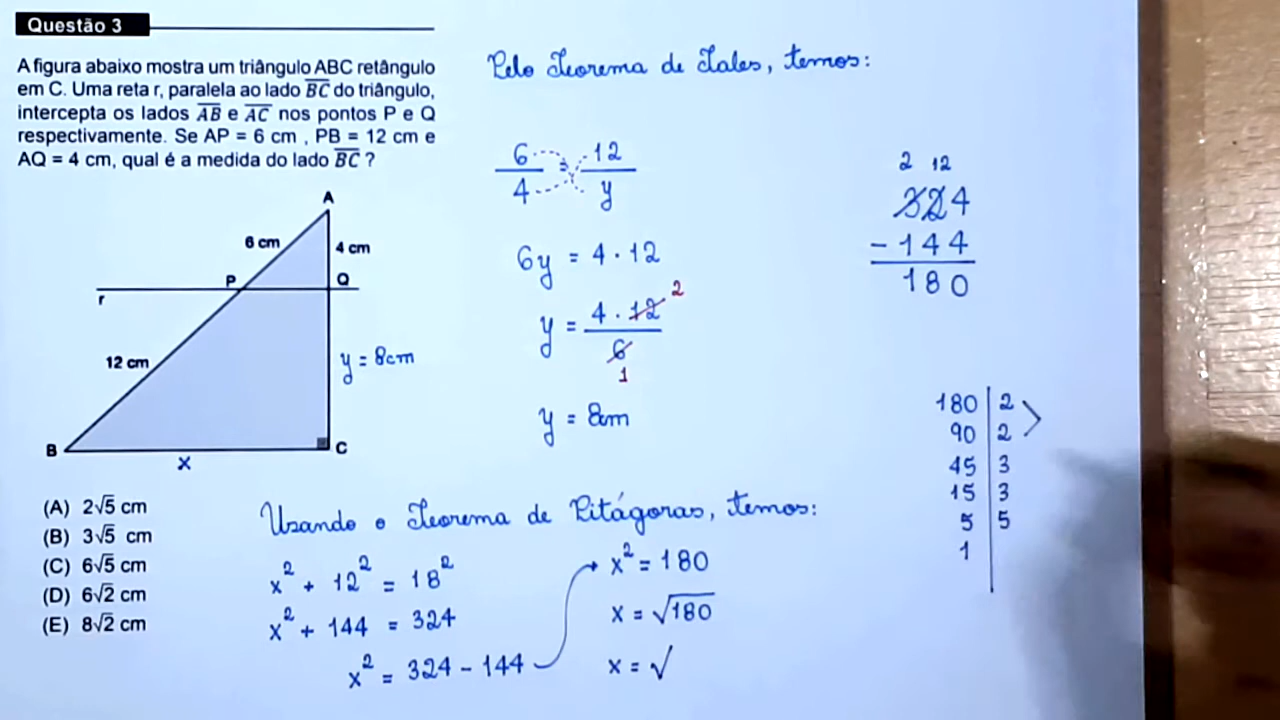 Questão 3
A figura abaixo mostra um triângulo ABC retângulo
em C. Uma reta r, paralela ao lado B̅C̅ do triângulo,
intercepta os lados A̅B̅ e A̅C̅ nos pontos P e Q
respectivamente. Se AP = 6 cm , PB = 12 cm e
AQ = 4 cm, qual é a medida do lado B̅C̅ ?
A
6 cm
4 cm
P
Q
r
12 cm
y = 8cm
B
C
x
(A) 2√5 cm
(B) 3√5 cm
(C) 6√5 cm
(D) 6√2 cm
(E) 8√2 cm
Pelo Teorema de Tales, temos:
6/4 = 12/y
6y = 4 · 12
y = 4 · 12/6
2
1
y = 8cm
2 12
324
- 144
180
180 | 2
90 | 2
45 | 3
15 | 3
5 | 5
1
Usando o Teorema de Pitágoras, temos:
x² + 12² = 18²
x² + 144 = 324
x² = 324 - 144
x² = 180
x = √180
x = √